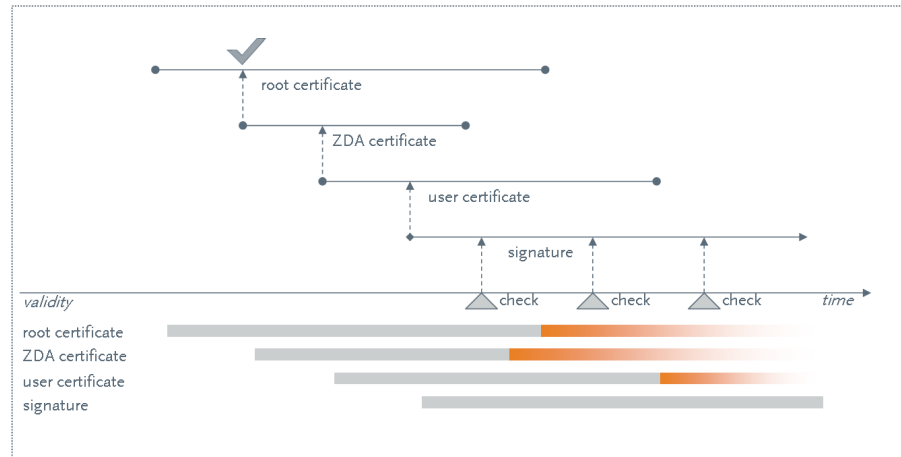 root certificate
ZDA certificate
user certificate
signature
check check check
validity time
root certificate
ZDA certificate
user certificate
signature